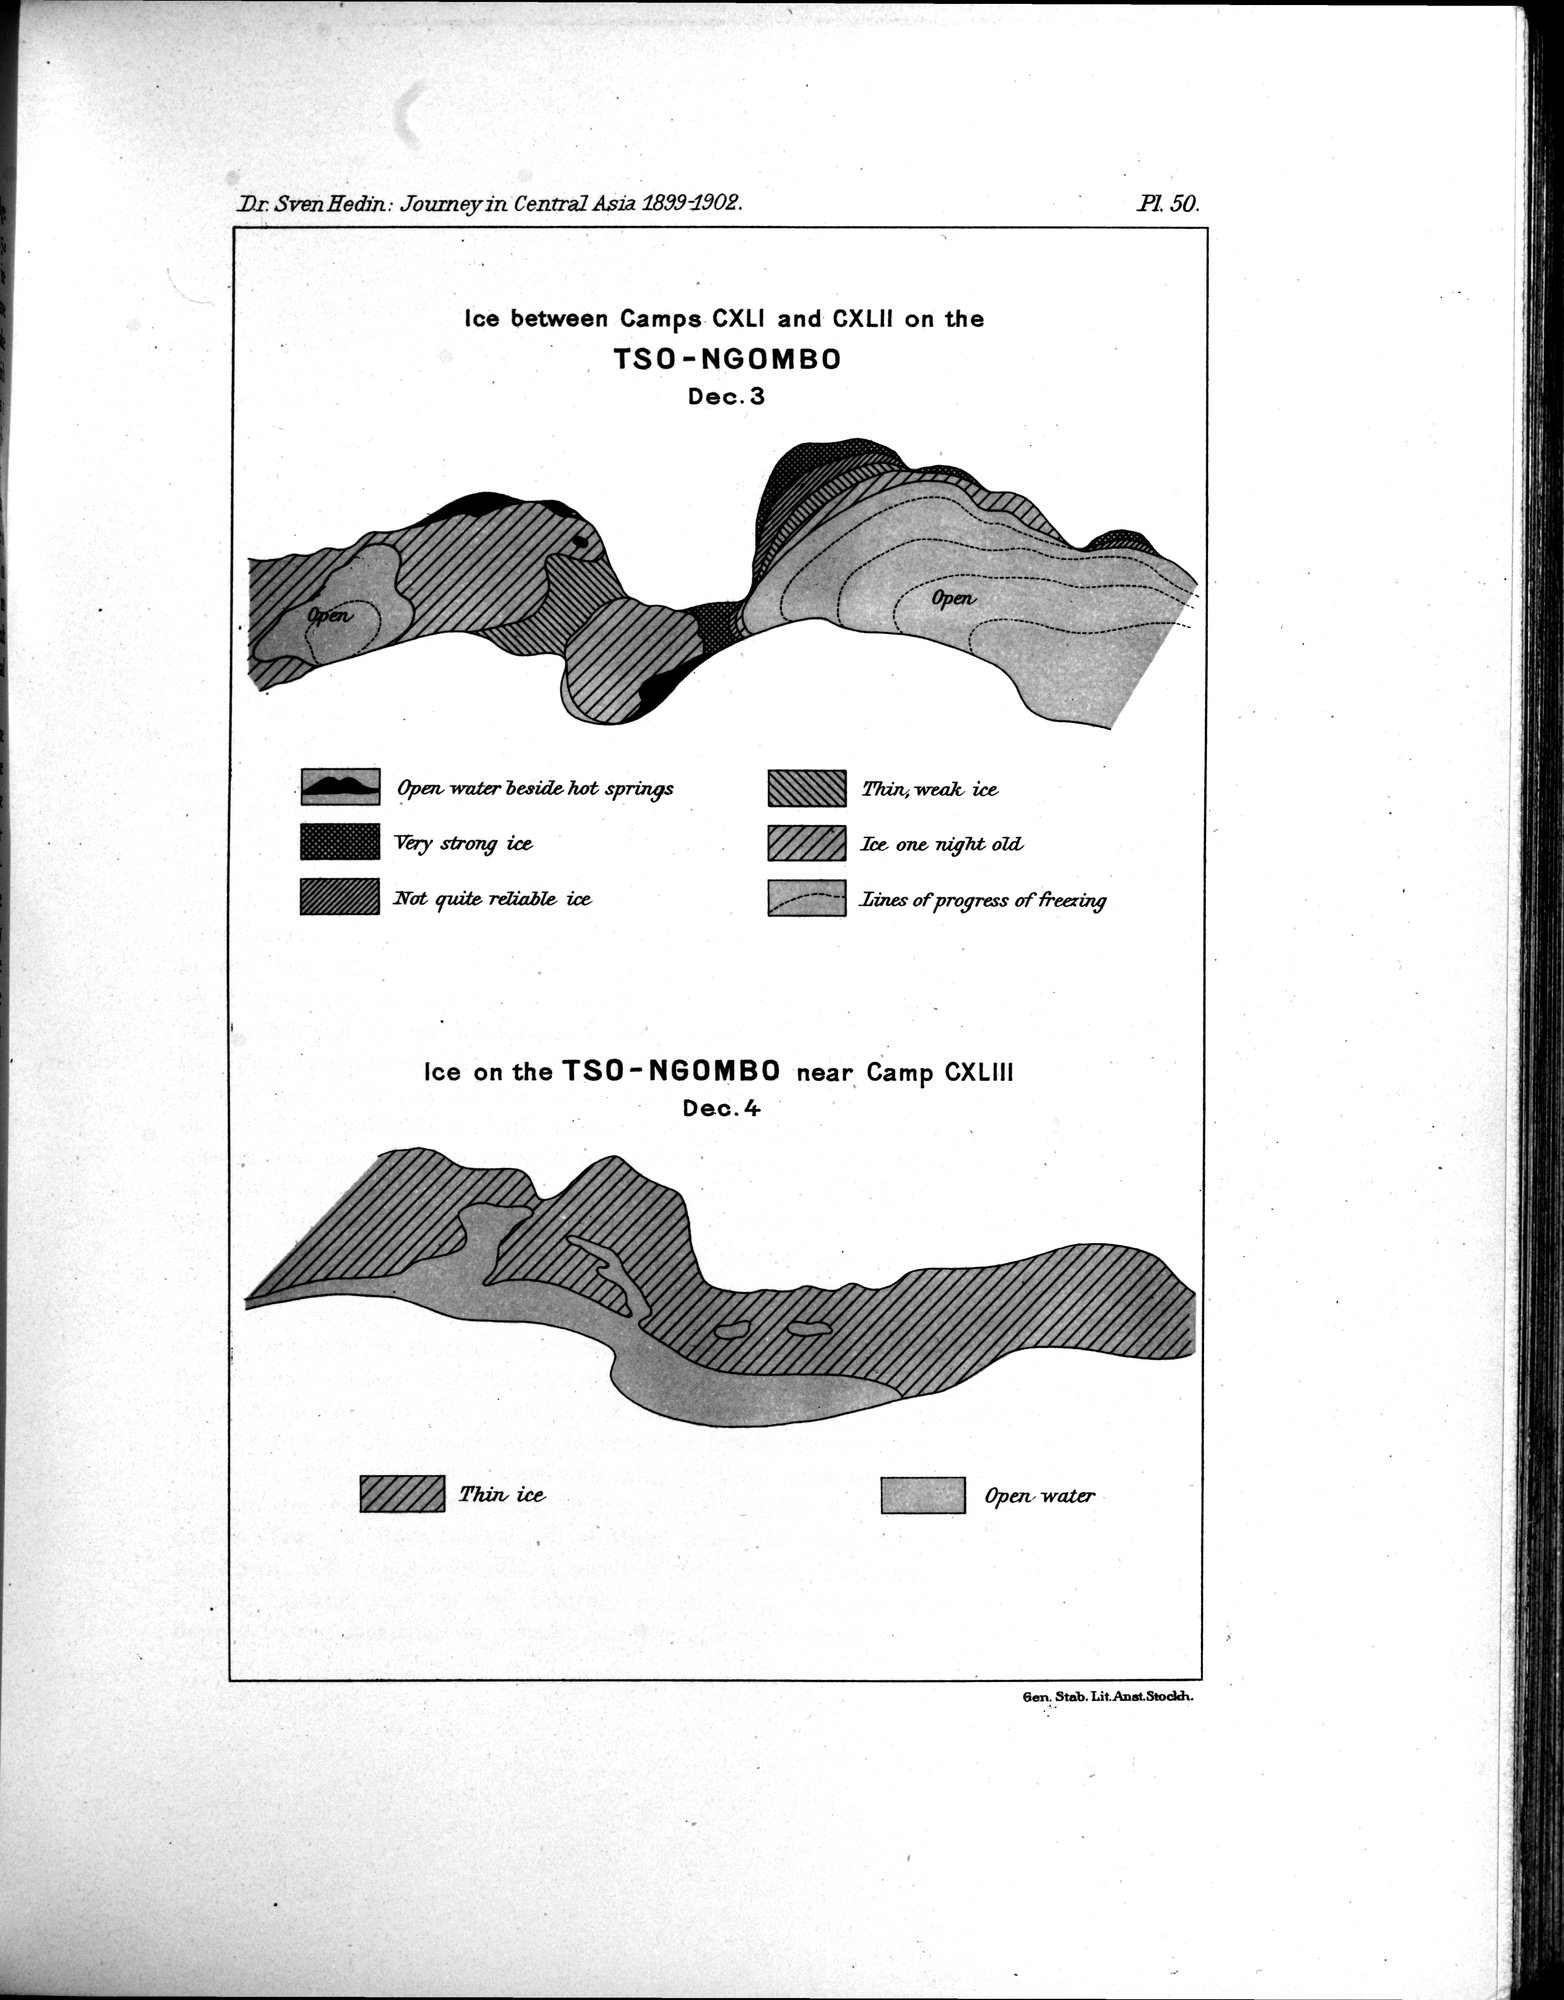 Dr. Sven Hedin: Journey in Central Asia 1899-1902.
Pl. 50.
Ice between Camps CXLI and CXLII on the
TSO-NGOMBO
Dec. 3
Open
Open
Open water beside hot springs
Thin, weak ice
Very strong ice
Ice one night old
Not quite reliable ice
Lines of progress of freezing
Ice on the TSO-NGOMBO near Camp CXLIII
Dec. 4
Thin ice
Open water
Gen. Stab. Lit. Anst. Stockh.